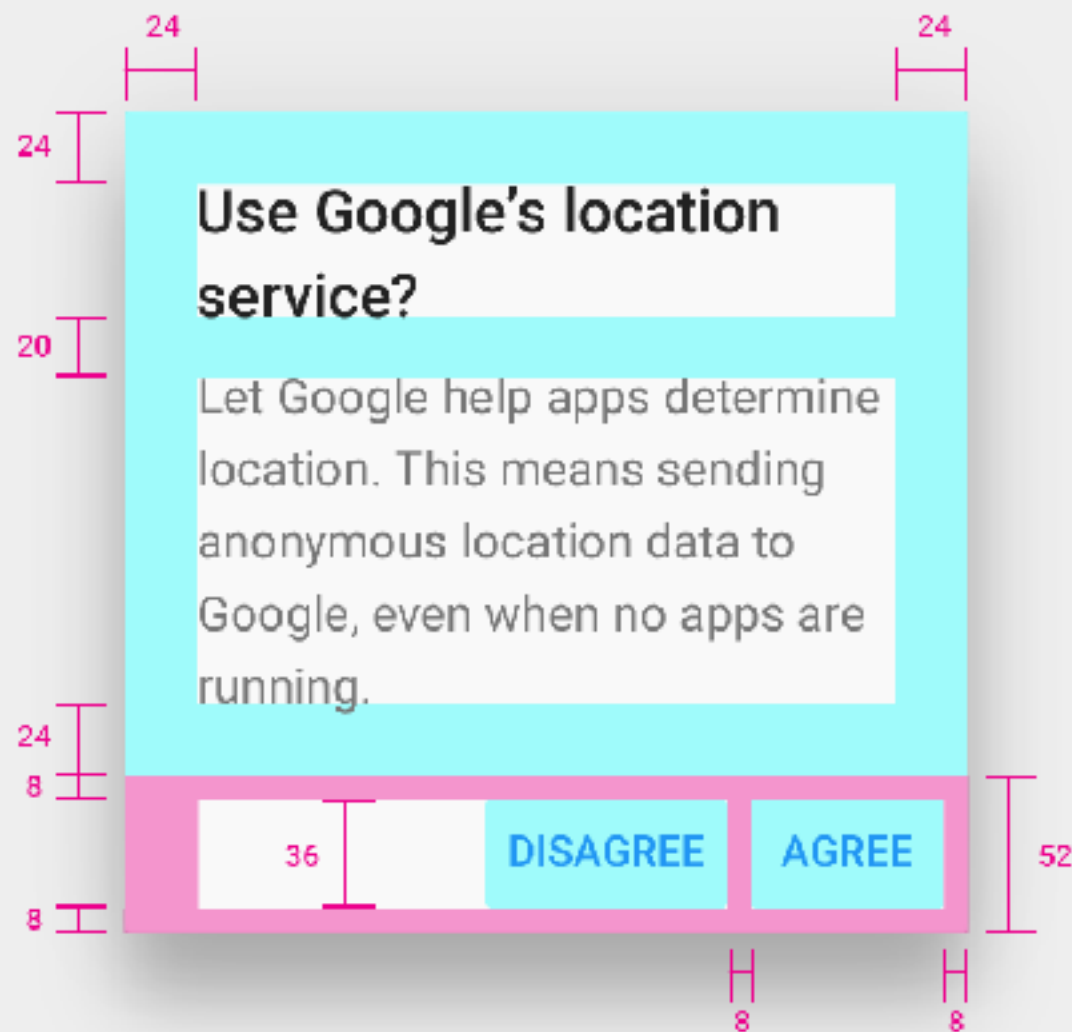 24 24
24
Use Google’s location
service?
20
Let Google help apps determine
location. This means sending
anonymous location data to
Google, even when no apps are
running.
24
8
36 DISAGREE AGREE 52
8
8 8